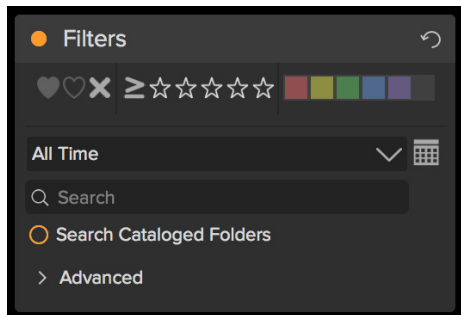 Filters
All Time
Search
Search Cataloged Folders
Advanced